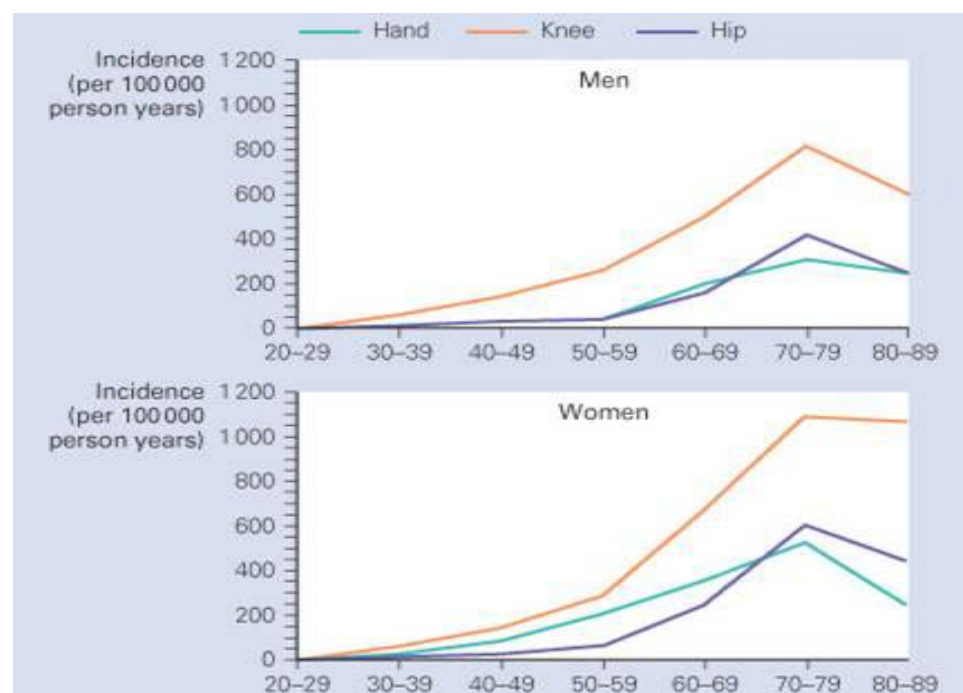 Hand Knee Hip
Incidence
(per 100 000
person years)
Men
1 200
1 000
800
600
400
200
0
20–29 30–39 40–49 50–59 60–69 70–79 80–89
Incidence
(per 100 000
person years)
Women
1 200
1 000
800
600
400
200
0
20–29 30–39 40–49 50–59 60–69 70–79 80–89